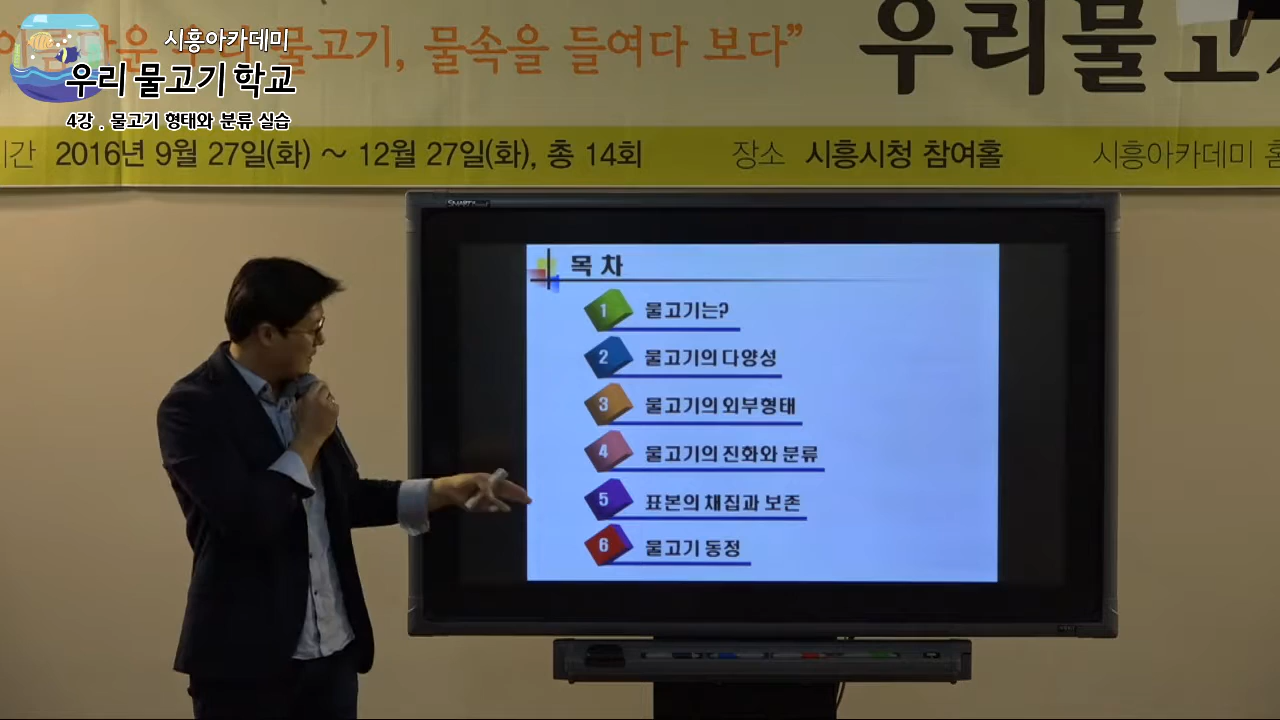 시흥아카데미
우리 물고기 학교
4강 . 물고기 형태와 분류 실습
물고기, 물속을 들여다 보다”
우리물고
2016년 9월 27일(화) ~ 12월 27일(화), 총 14회
장소 시흥시청 참여홀
시흥아카데미
목 차
1 물고기는?
2 물고기의 다양성
3 물고기의 외부형태
4 물고기의 진화와 분류
5 표본의 채집과 보존
6 물고기 동정